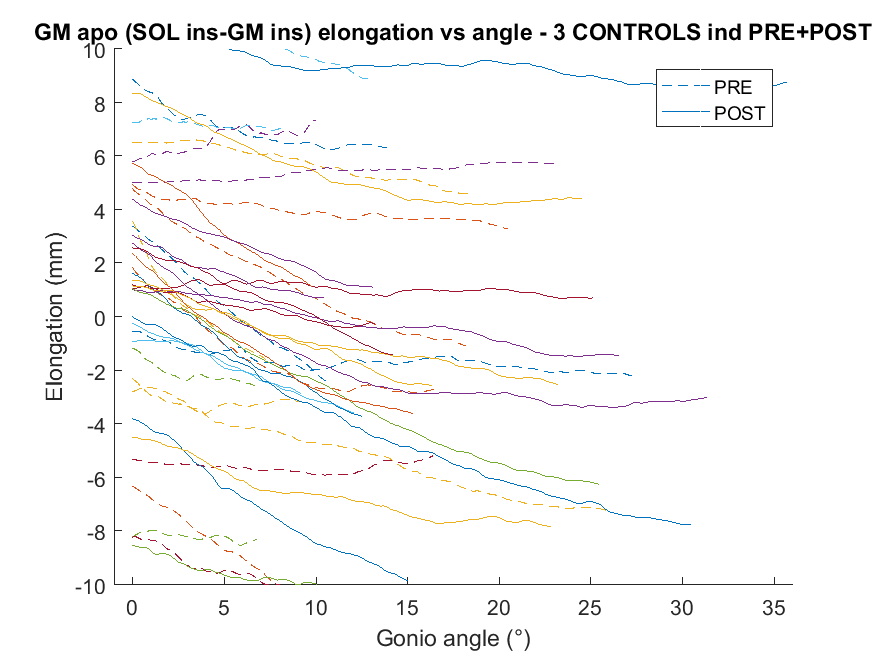 GM apo (SOL ins-GM ins) elongation vs angle - 3 CONTROLS ind PRE+POST
10
8
6
4
2
0
-2
-4
-6
-8
-10
Elongation (mm)
PRE
POST
0 5 10 15 20 25 30 35
Gonio angle (°)